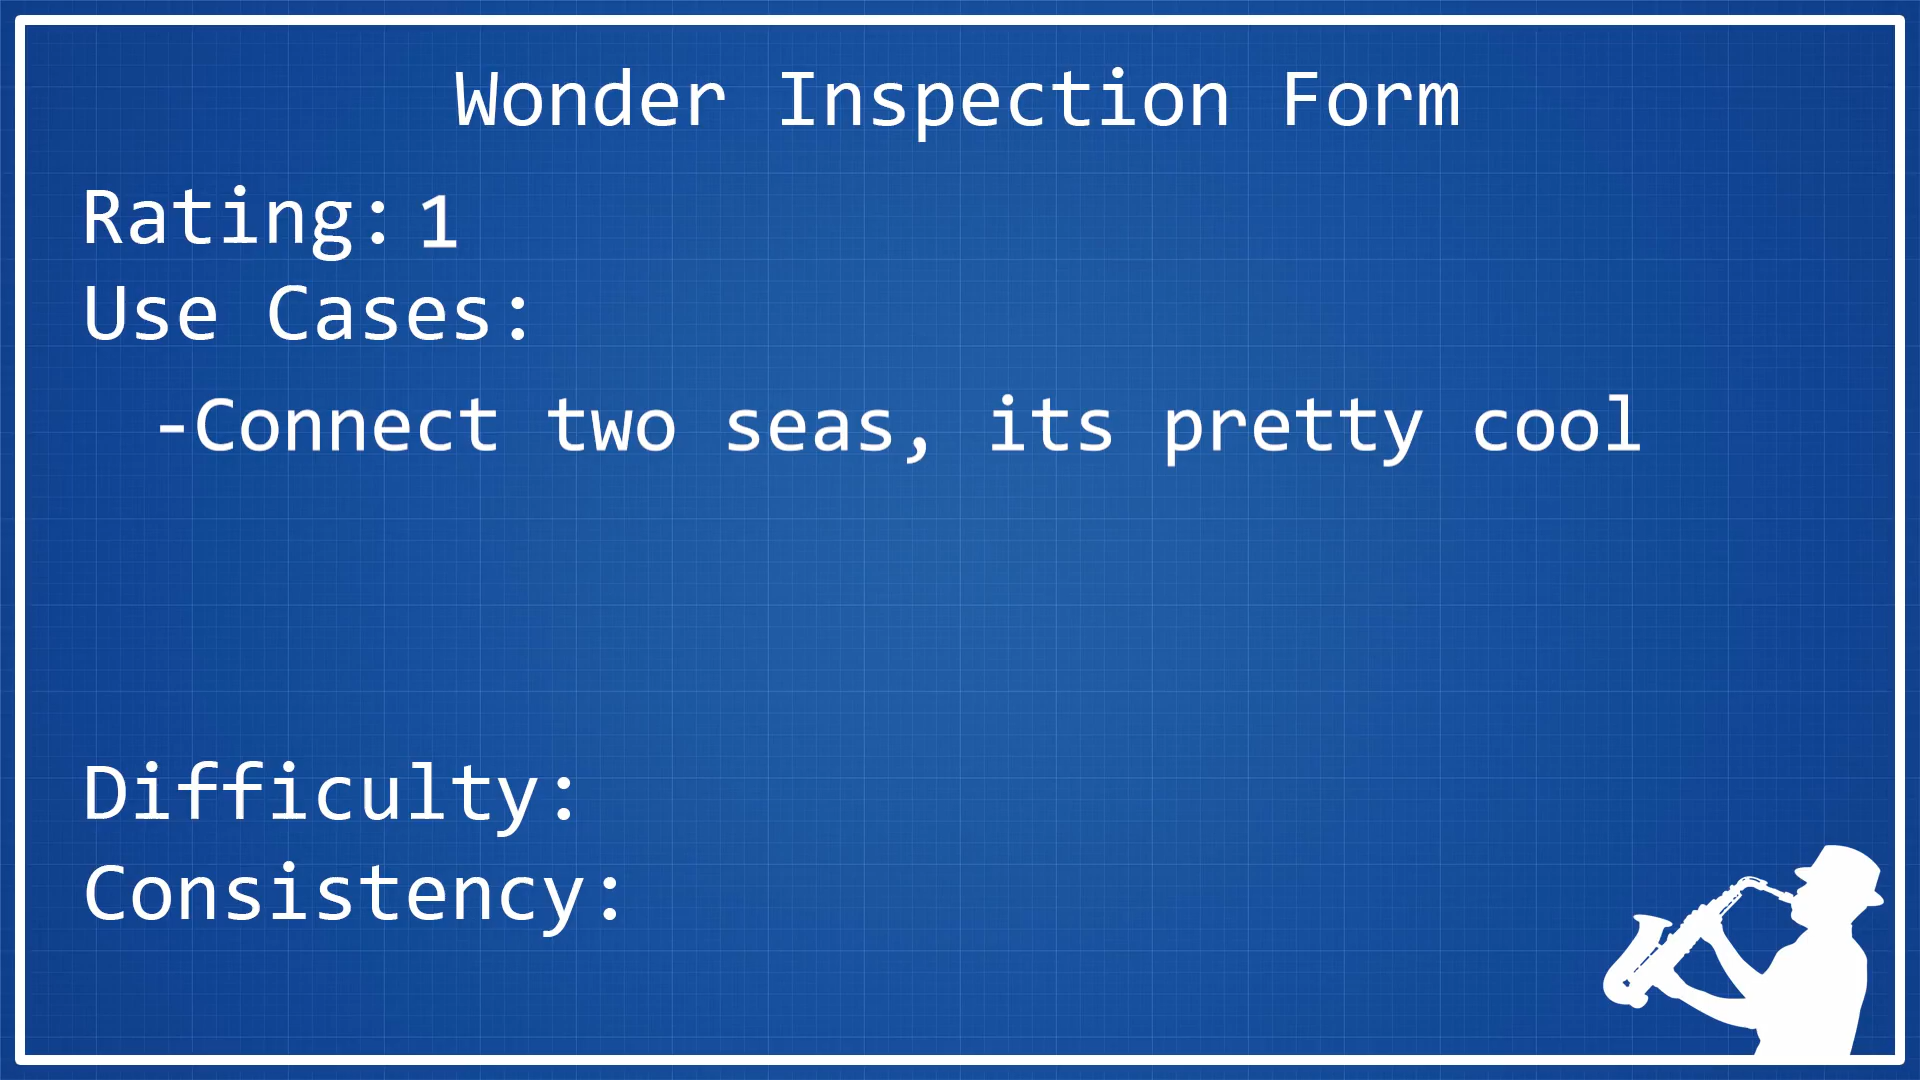 Wonder Inspection Form
Rating: 1
Use Cases:
-Connect two seas, its pretty cool
Difficulty:
Consistency: